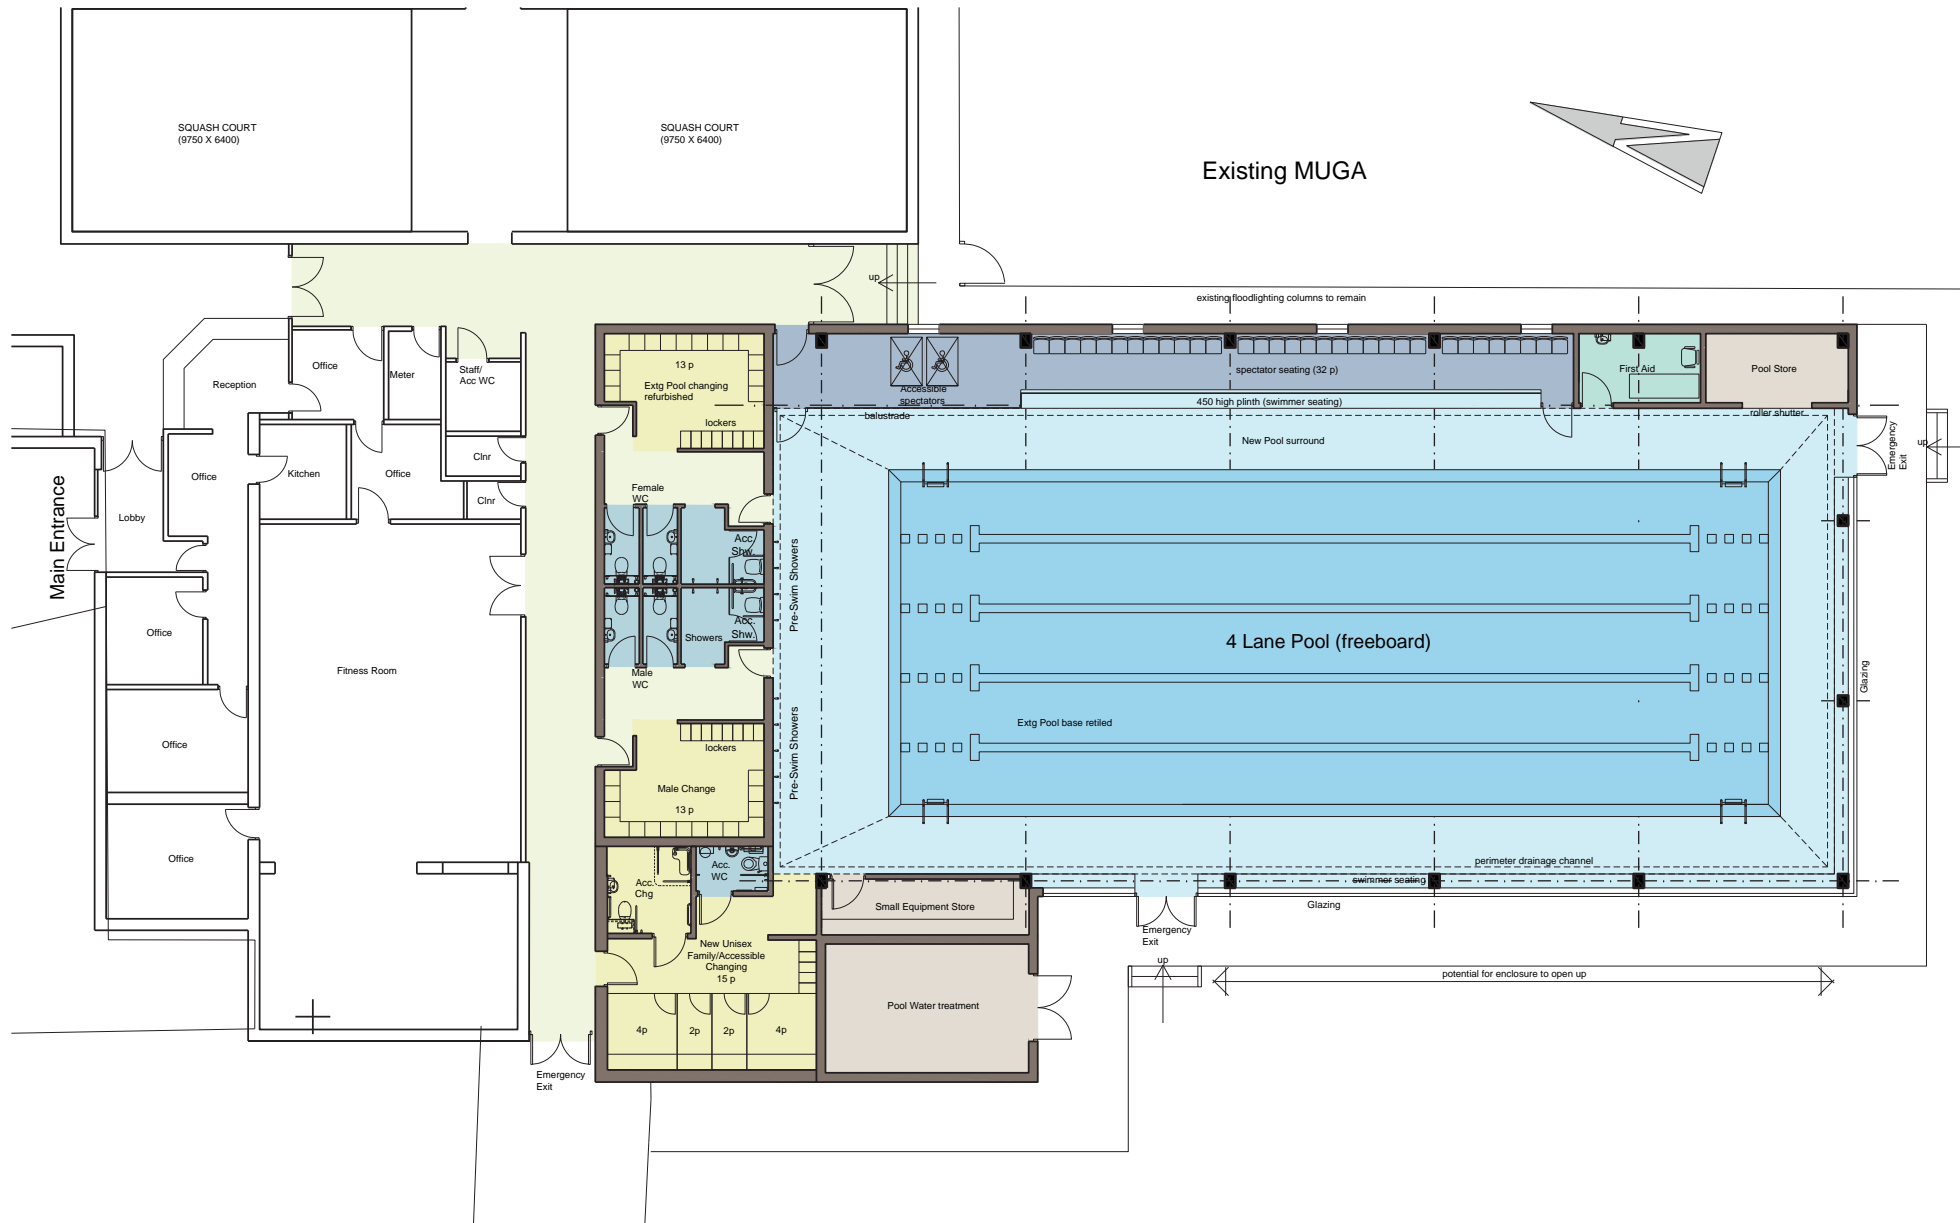 SQUASH COURT
(9750 X 6400)
SQUASH COURT
(9750 X 6400)
Existing MUGA
up
existing floodlighting columns to remain
Office
Meter
Staff/
Acc WC
Reception
13 p
Extg Pool changing
refurbished
lockers
Accessible
spectators
spectator seating (32 p)
First Aid
Pool Store
450 high plinth (swimmer seating)
balustrade
roller shutter
New Pool surround
Emergency
Exit
up
Office
Kitchen
Office
Clnr
Clnr
Main Entrance
Lobby
Female
WC
Acc.
Shw.
Pre-Swim Showers
Showers
Acc.
Shw.
Male
WC
4 Lane Pool (freeboard)
Office
Fitness Room
Glazing
Extg Pool base retiled
Pre-Swim Showers
Office
lockers
Male Change
13 p
Office
Acc.
Chg
Acc.
WC
perimeter drainage channel
swimmer seating
Small Equipment Store
Glazing
Emergency
Exit
New Unisex
Family/Accessible
Changing
15 p
up
potential for enclosure to open up
Pool Water treatment
4p
2p
2p
4p
Emergency
Exit